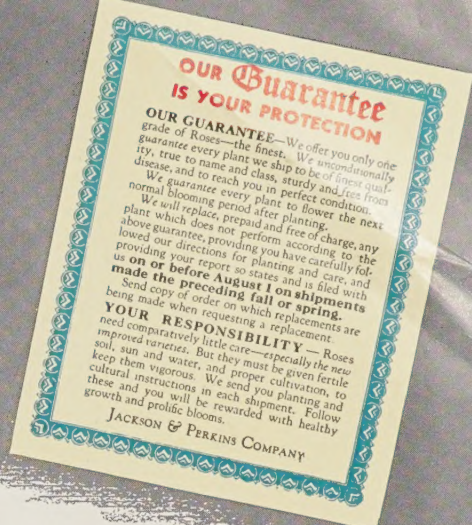 OUR Guarantee
IS YOUR PROTECTION
OUR GUARANTEE—We offer you only one
grade of Roses—the finest. We unconditionally
guarantee every plant we ship to be of finest qual-
ity, true to name and class, sturdy and free from
disease, and to reach you in perfect condition.
We guarantee every plant to flower the next
normal blooming period after planting.
We will replace, prepaid and free of charge, any
plant which does not perform according to the
above guarantee, providing you have carefully fol-
lowed our directions for planting and care, and
providing your report so states and is filed with
us on or before August 1 on shipments
made the preceding fall or spring.
Send copy of order on which replacements are
being made when requesting a replacement.
YOUR RESPONSIBILITY — Roses
need comparatively little care—especially the new
improved varieties. But they must be given fertile
soil, sun and water, and proper cultivation, to
keep them vigorous. We send you planting and
cultural instructions in each shipment. Follow
these and you will be rewarded with healthy
growth and prolific blooms.
JACKSON & PERKINS COMPANY